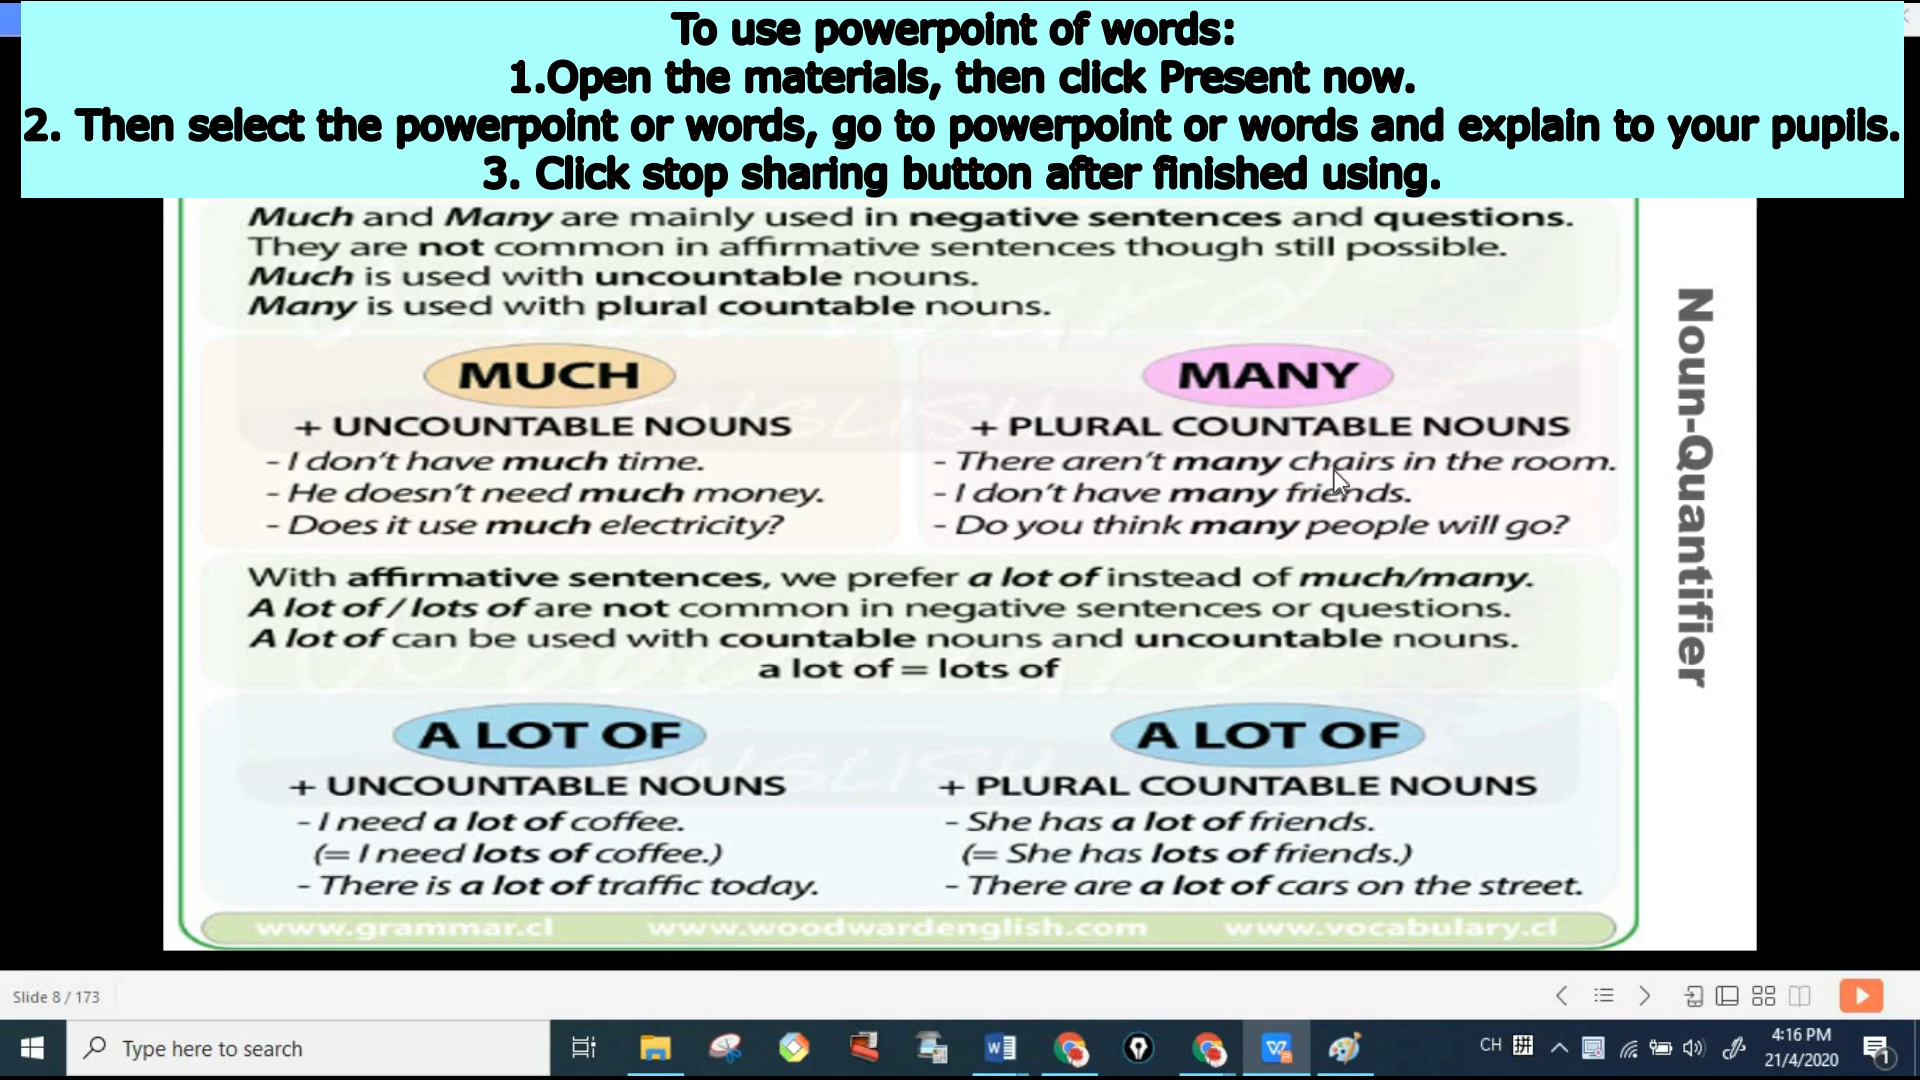 To use powerpoint of words:
1.Open the materials, then click Present now.
2. Then select the powerpoint or words, go to powerpoint or words and explain to your pupils.
3. Click stop sharing button after finished using.
Much and Many are mainly used in negative sentences and questions.
They are not common in affirmative sentences though still possible.
Much is used with uncountable nouns.
Many is used with plural countable nouns.
MUCH
+ UNCOUNTABLE NOUNS
- I don't have much time.
- He doesn't need much money.
- Does it use much electricity?
MANY
+ PLURAL COUNTABLE NOUNS
- There aren't many chairs in the room.
- I don't have many friends.
- Do you think many people will go?
With affirmative sentences, we prefer a lot of instead of much/many.
A lot of / lots of are not common in negative sentences or questions.
A lot of can be used with countable nouns and uncountable nouns.
a lot of = lots of
A LOT OF
+ UNCOUNTABLE NOUNS
- I need a lot of coffee.
(= I need lots of coffee.)
- There is a lot of traffic today.
A LOT OF
+ PLURAL COUNTABLE NOUNS
- She has a lot of friends.
(= She has lots of friends.)
- There are a lot of cars on the street.
www.grammar.cl www.woodwardenglish.com www.vocabulary.cl
Noun-Quantifier
Slide 8 / 173
Type here to search
CH 拼
4:16 PM
21/4/2020
1